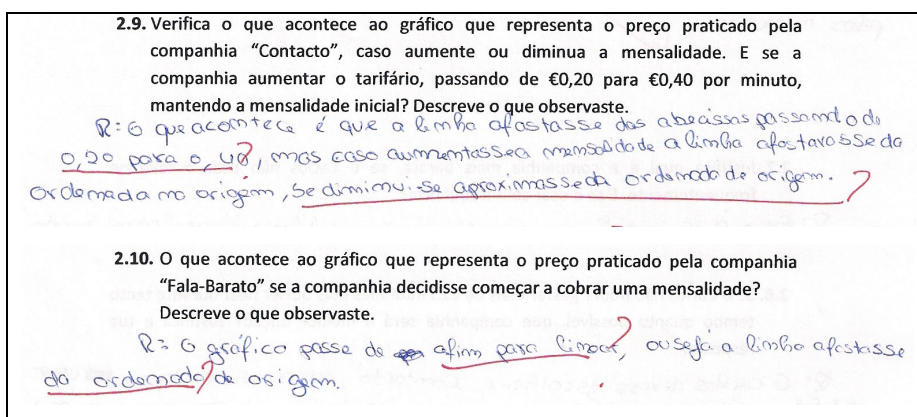 2.9. Verifica o que acontece ao gráfico que representa o preço praticado pela
companhia “Contacto”, caso aumente ou diminua a mensalidade. E se a
companhia aumentar o tarifário, passando de €0,20 para €0,40 por minuto,
mantendo a mensalidade inicial? Descreve o que observaste.
R: O que acontece é que a linha afastasse das abcissas passando de
0,20 para 0,40?, mas caso aumentasse a mensalidade a linha afastavasse da
ordenada na origem, se diminui-se aproximasse da ordenada de origem. ?
2.10. O que acontece ao gráfico que representa o preço praticado pela companhia
“Fala-Barato” se a companhia decidisse começar a cobrar uma mensalidade?
Descreve o que observaste.
R: O gráfico passe de afim para linear?, ou seja a linha afastasse
da ordenada? de origem.